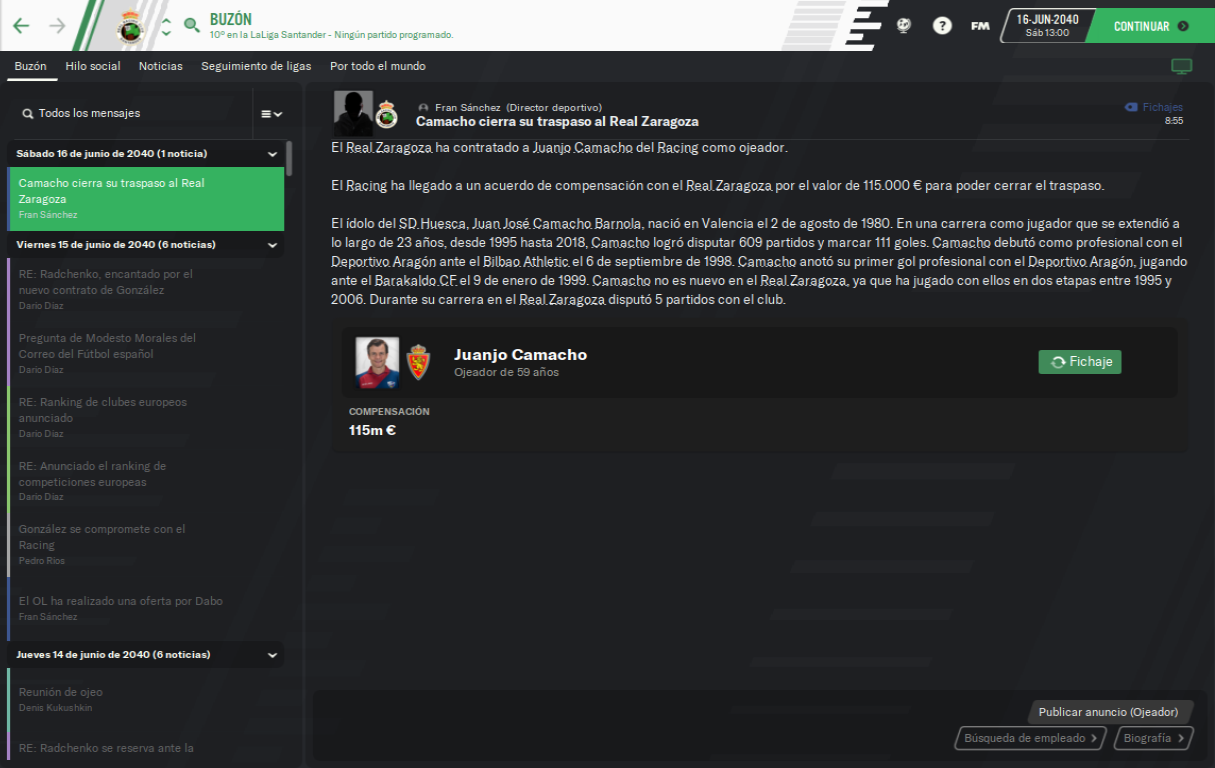 BUZÓN
10º en la LaLiga Santander - Ningún partido programado.
?
FM
16-JUN-2040
Sáb 13:00
CONTINUAR
Buzón
Hilo social
Noticias
Seguimiento de ligas
Por todo el mundo
Todos los mensajes
Sábado 16 de junio de 2040 (1 noticia)
Camacho cierra su traspaso al Real
Zaragoza
Fran Sánchez
Viernes 15 de junio de 2040 (6 noticias)
RE: Radchenko, encantado por el
nuevo contrato de González
Darío Díaz
Pregunta de Modesto Morales del
Correo del Fútbol español
Darío Díaz
RE: Ranking de clubes europeos
anunciado
Darío Díaz
RE: Anunciado el ranking de
competiciones europeas
Darío Díaz
González se compromete con el
Racing
Pedro Ríos
El OL ha realizado una oferta por Dabo
Fran Sánchez
Jueves 14 de junio de 2040 (6 noticias)
Reunión de ojeo
Denis Kukushkin
RE: Radchenko se reserva ante la
Fran Sánchez (Director deportivo)
Camacho cierra su traspaso al Real Zaragoza
Fichajes
8:55
El Real Zaragoza ha contratado a Juanjo Camacho del Racing como ojeador.
El Racing ha llegado a un acuerdo de compensación con el Real Zaragoza por el valor de 115.000 € para poder cerrar el traspaso.
El ídolo del SD Huesca, Juan José Camacho Barnola, nació en Valencia el 2 de agosto de 1980. En una carrera como jugador que se extendió a
lo largo de 23 años, desde 1995 hasta 2018, Camacho logró disputar 609 partidos y marcar 111 goles. Camacho debutó como profesional con el
Deportivo Aragón ante el Bilbao Athletic el 6 de septiembre de 1998. Camacho anotó su primer gol profesional con el Deportivo Aragón, jugando
ante el Barakaldo CF el 9 de enero de 1999. Camacho no es nuevo en el Real Zaragoza, ya que ha jugado con ellos en dos etapas entre 1995 y
2006. Durante su carrera en el Real Zaragoza disputó 5 partidos con el club.
Juanjo Camacho
Ojeador de 59 años
Fichaje
COMPENSACIÓN
115m €
Publicar anuncio (Ojeador)
Búsqueda de empleado
Biografía